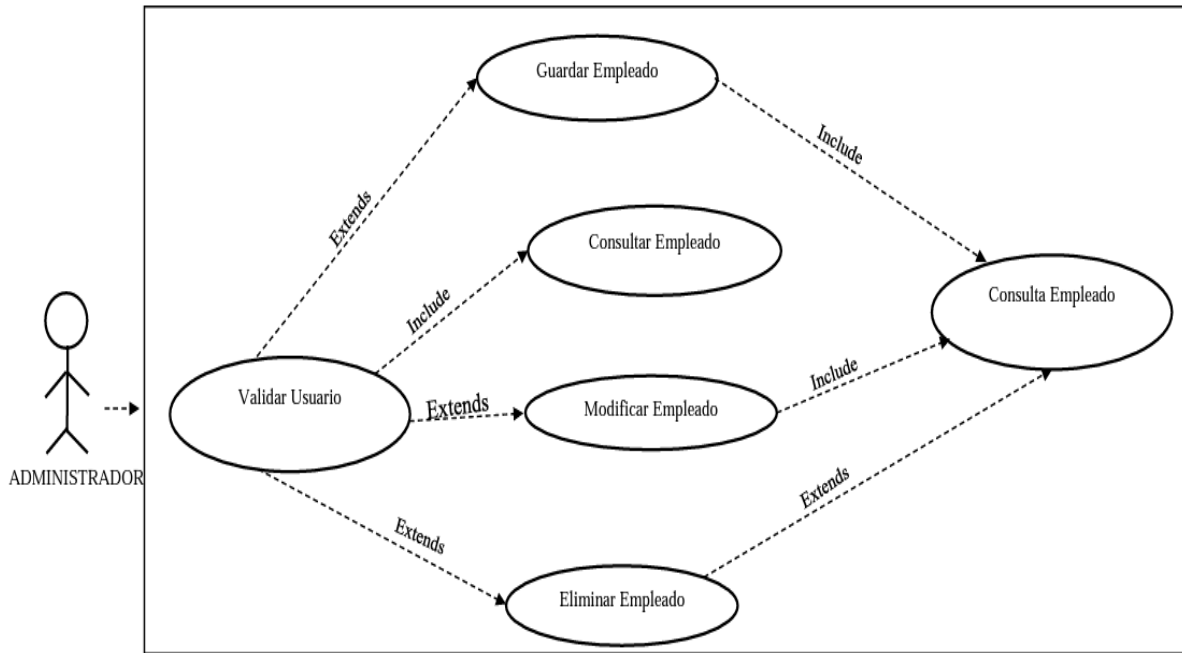 Guardar Empleado
Include
Extends
Consultar Empleado
Include
Consulta Empleado
Validar Usuario
Extends
Modificar Empleado
Include
ADMINISTRADOR
Extends
Extends
Eliminar Empleado